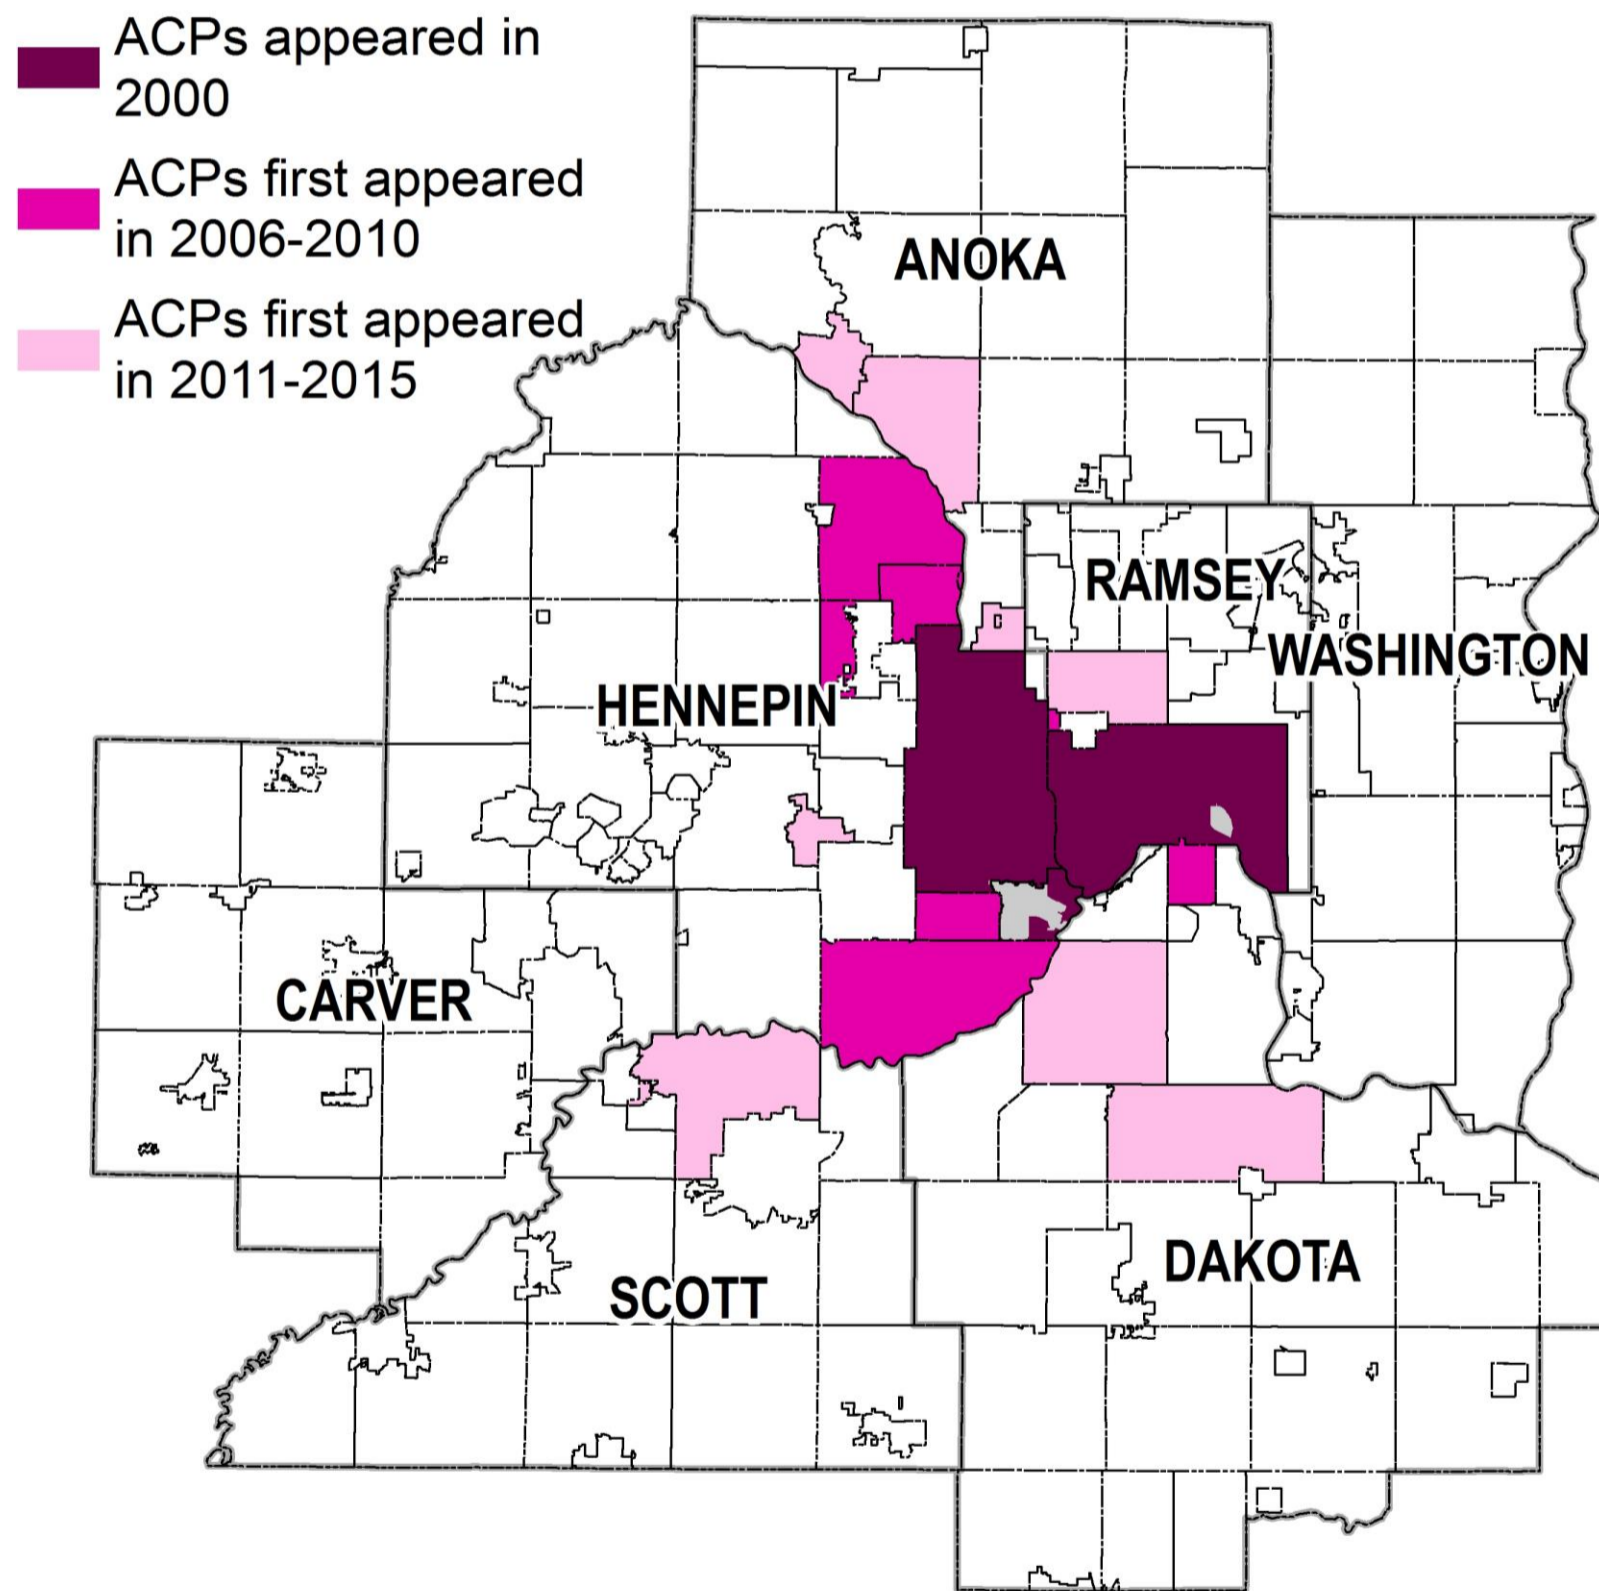 ACPs appeared in
2000
ACPs first appeared
in 2006-2010
ACPs first appeared
in 2011-2015
ANOKA
RAMSEY
WASHINGTON
HENNEPIN
CARVER
DAKOTA
SCOTT